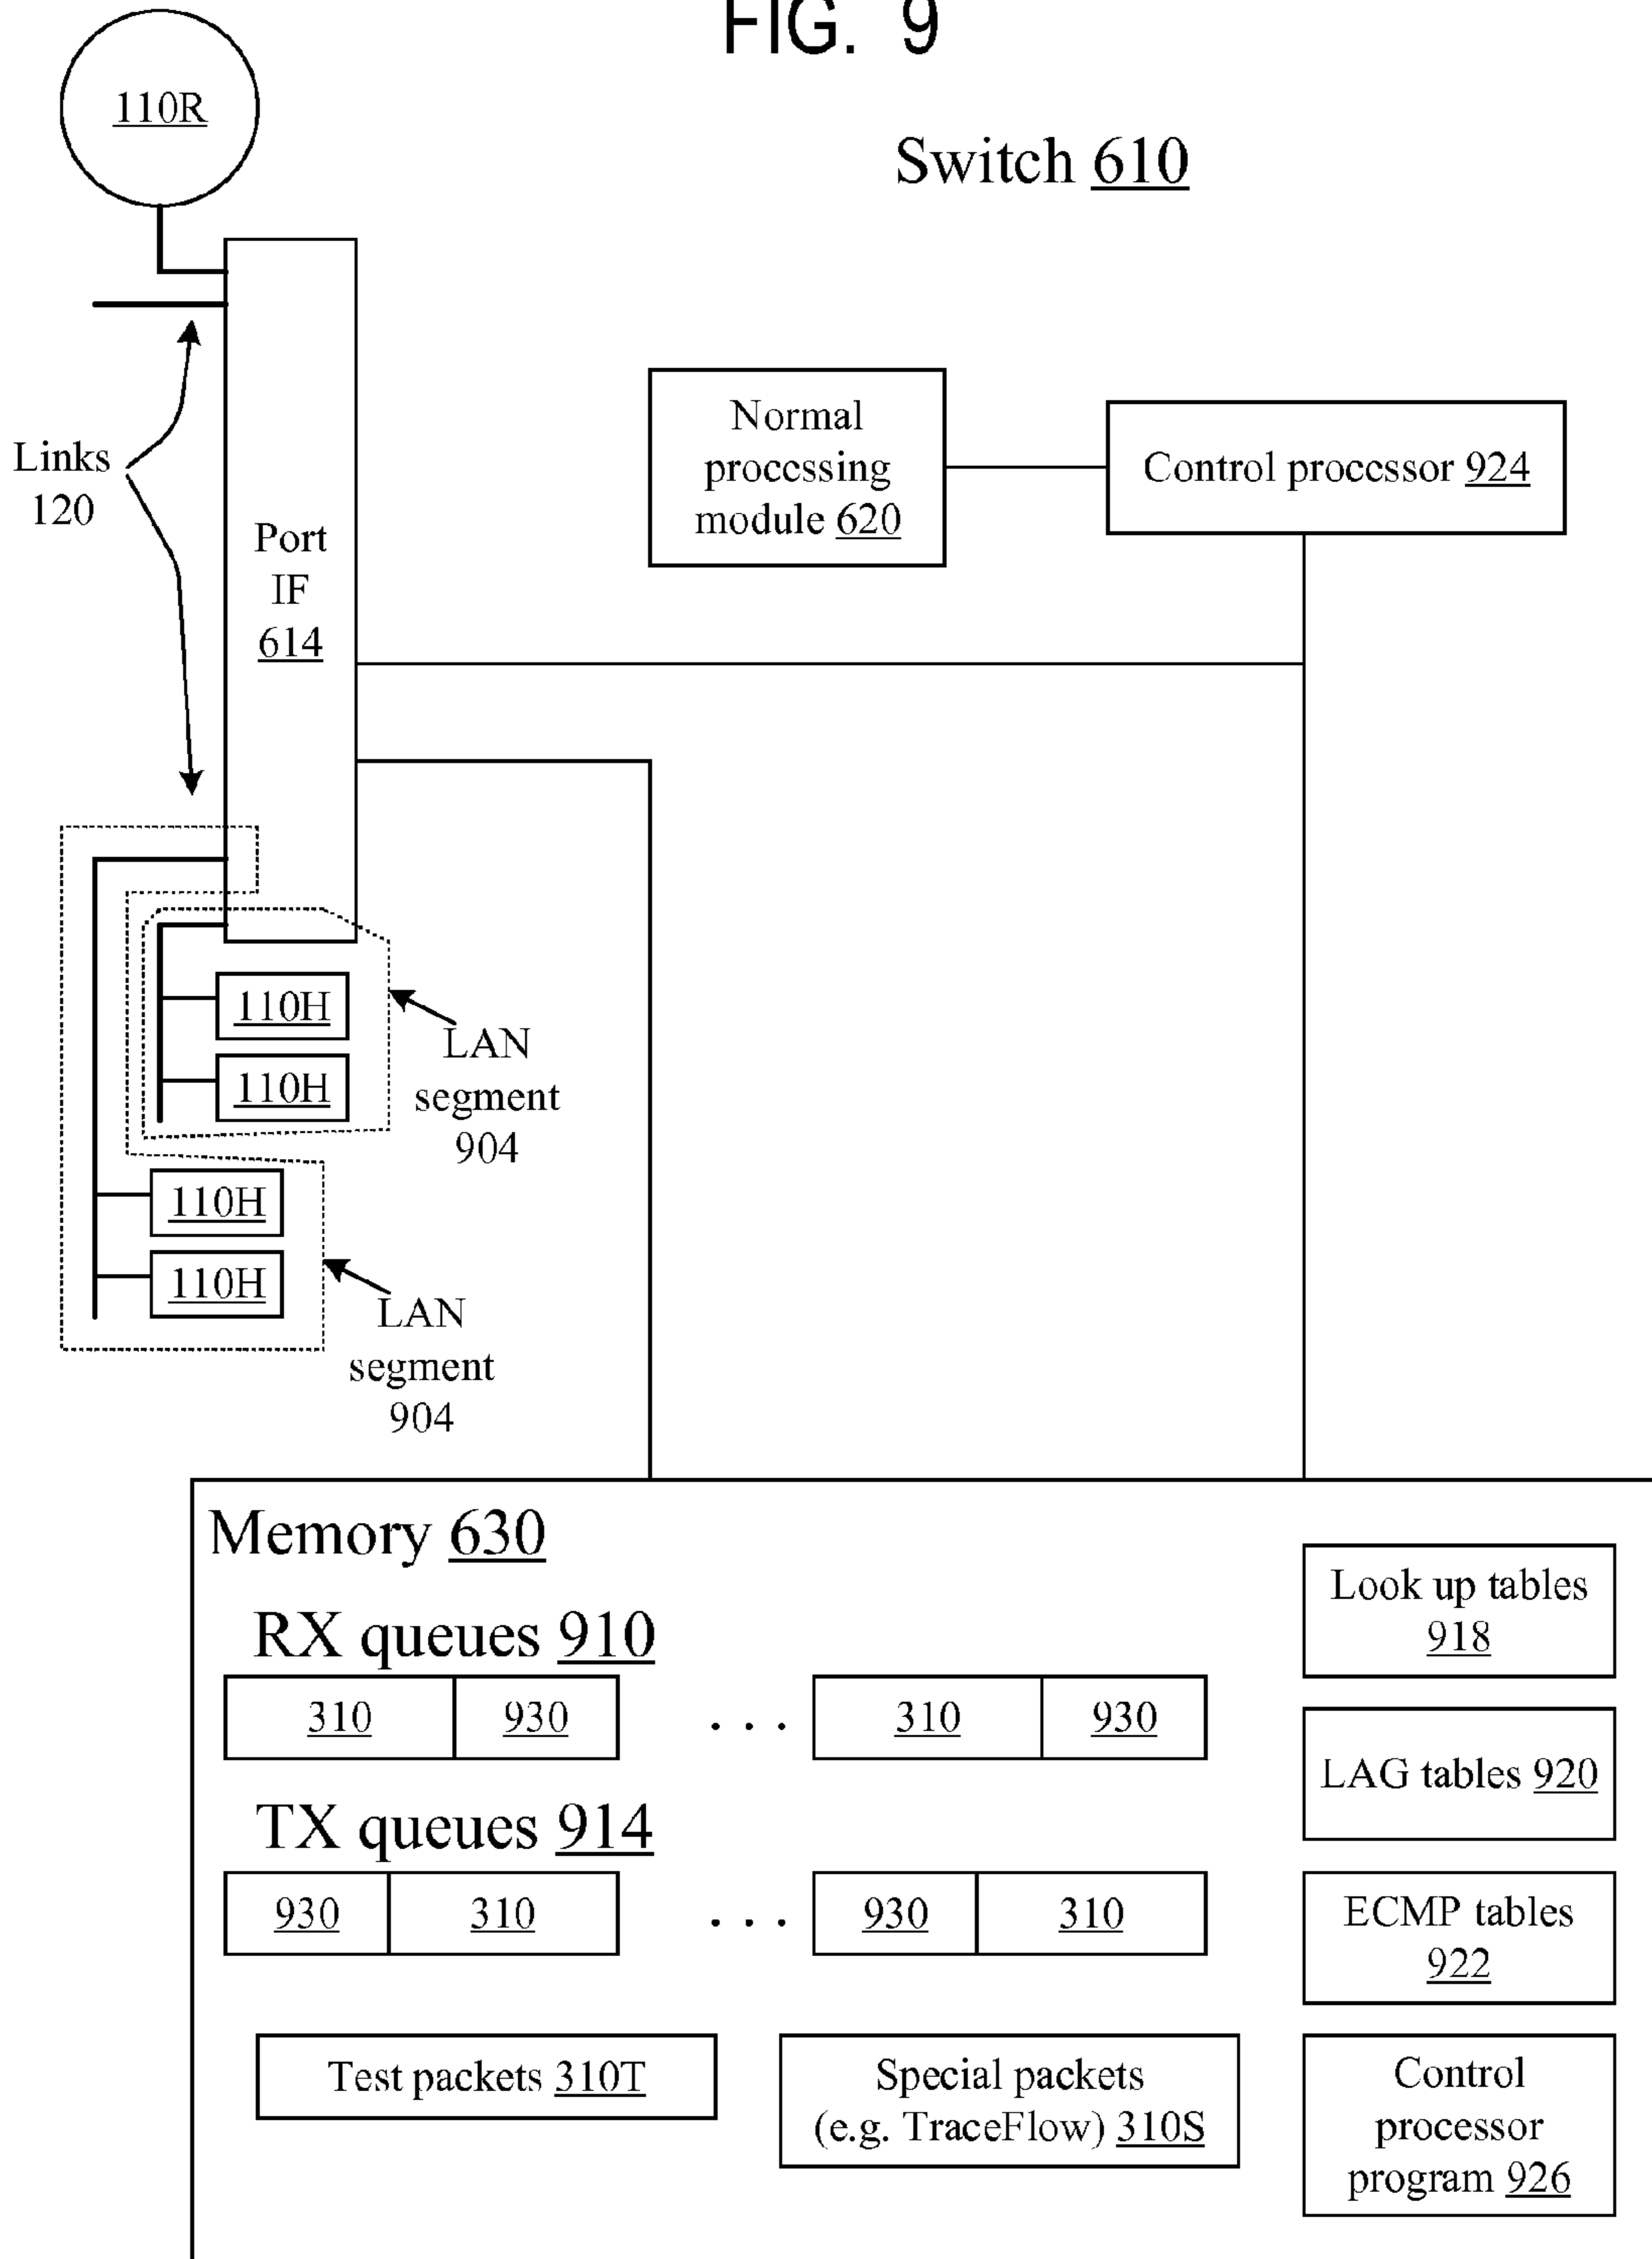 FIG. 9
110R
Switch 610
Links
120
Port
IF
614
Normal
processing
module 620
Control processor 924
110H
110H
LAN
segment
904
110H
110H
LAN
segment
904
Memory 630
RX queues 910
310 930 . . . 310 930
TX queues 914
930 310 . . . 930 310
Test packets 310T
Special packets
(e.g. TraceFlow) 310S
Look up tables
918
LAG tables 920
ECMP tables
922
Control
processor
program 926